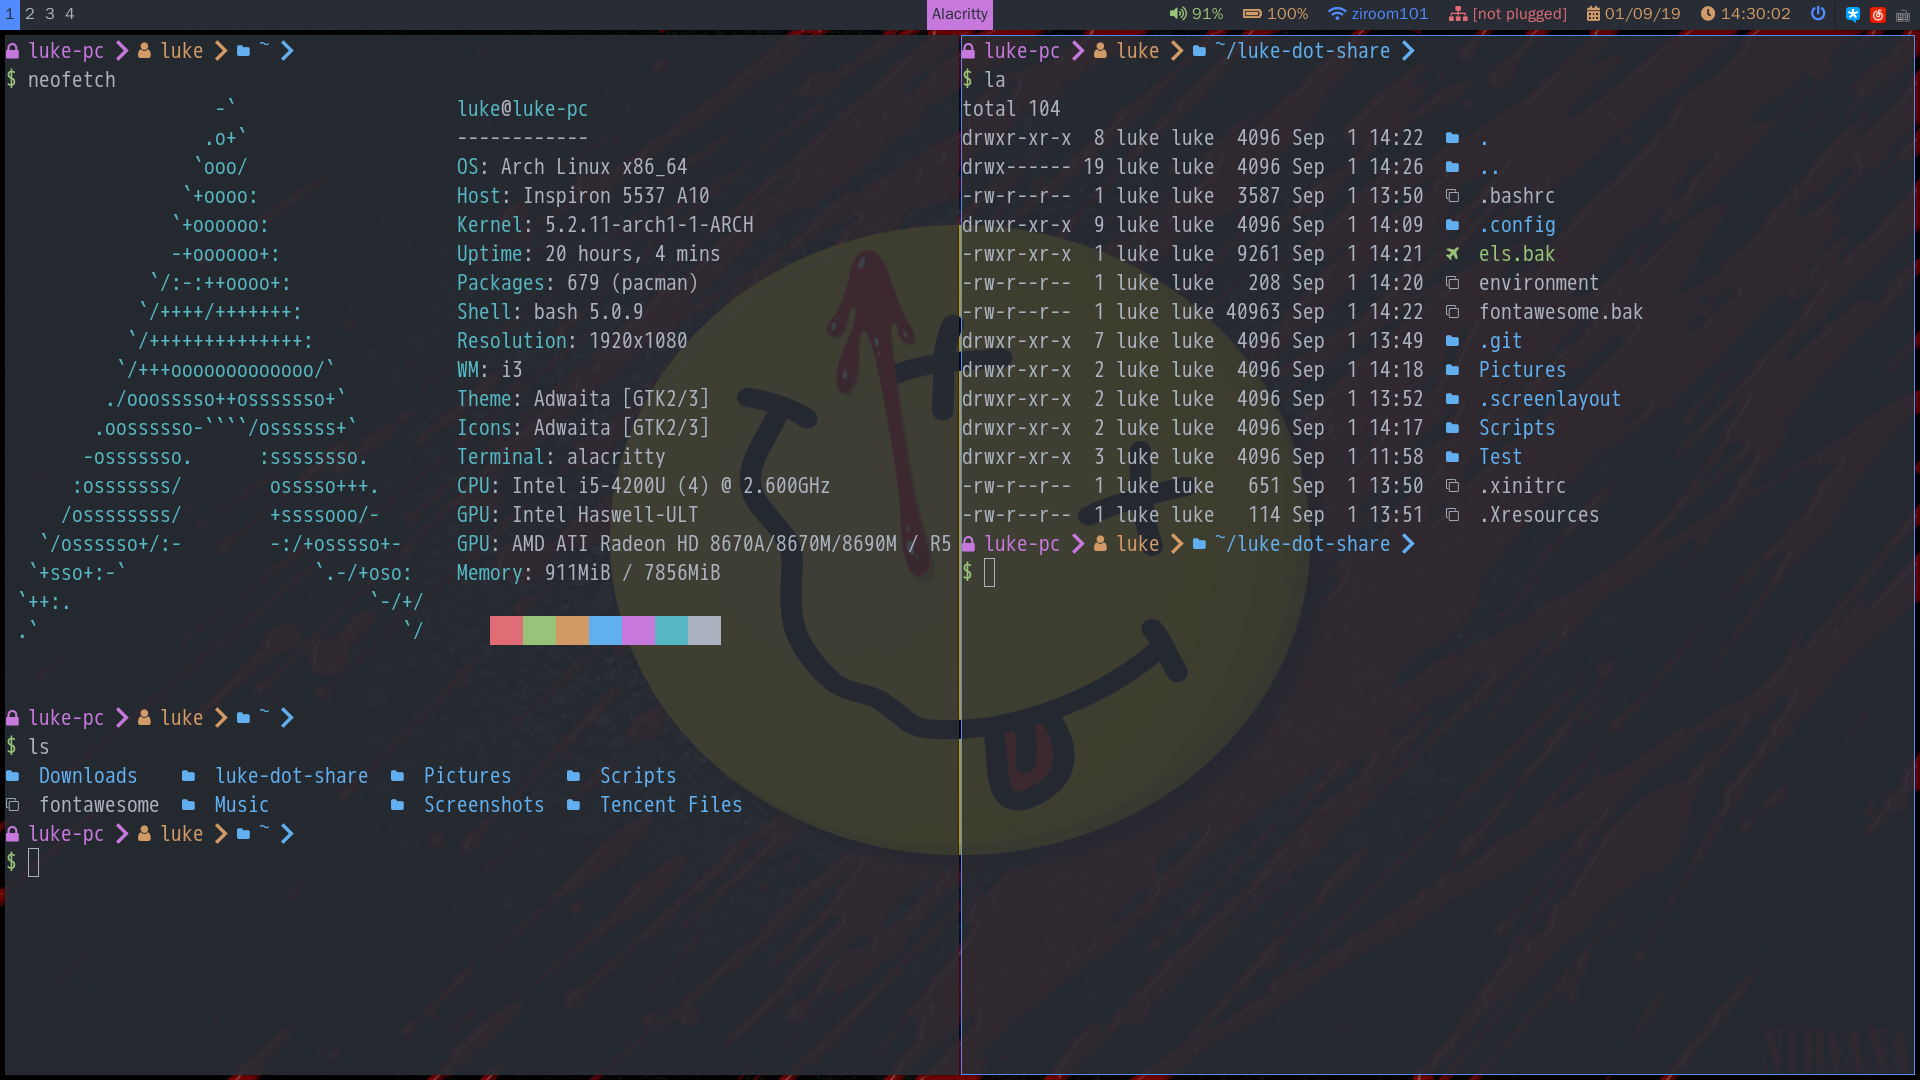 1 2 3 4 Alacritty 91% 100% ziroom101 [not plugged] 01/09/19 14:30:02
luke-pc luke ~
$ neofetch
-`
.o+`
`ooo/
`+oooo:
`+oooooo:
-+oooooo+:
`/:-:++oooo+:
`/++++/+++++++:
`/++++++++++++++:
`/+++ooooooooooooo/`
./ooosssso++osssssso+`
.oossssso-````/ossssss+`
-osssssso. :ssssssso.
:osssssss/ osssso+++.
/ossssssss/ +ssssooo/-
`/ossssso+/:- -:/+osssso+-
`+sso+:-` `.-/+oso:
`++:. `-/+/
.` `/
luke@luke-pc
------------
OS: Arch Linux x86_64
Host: Inspiron 5537 A10
Kernel: 5.2.11-arch1-1-ARCH
Uptime: 20 hours, 4 mins
Packages: 679 (pacman)
Shell: bash 5.0.9
Resolution: 1920x1080
WM: i3
Theme: Adwaita [GTK2/3]
Icons: Adwaita [GTK2/3]
Terminal: alacritty
CPU: Intel i5-4200U (4) @ 2.600GHz
GPU: Intel Haswell-ULT
GPU: AMD ATI Radeon HD 8670A/8670M/8690M / R5
Memory: 911MiB / 7856MiB
luke-pc luke ~
$ ls
Downloads luke-dot-share Pictures Scripts
fontawesome Music Screenshots Tencent Files
luke-pc luke ~
$
luke-pc luke ~/luke-dot-share
$ la
total 104
drwxr-xr-x 8 luke luke 4096 Sep 1 14:22 .
drwx------ 19 luke luke 4096 Sep 1 14:26 ..
-rw-r--r-- 1 luke luke 3587 Sep 1 13:50 .bashrc
drwxr-xr-x 9 luke luke 4096 Sep 1 14:09 .config
-rwxr-xr-x 1 luke luke 9261 Sep 1 14:21 els.bak
-rw-r--r-- 1 luke luke 208 Sep 1 14:20 environment
-rw-r--r-- 1 luke luke 40963 Sep 1 14:22 fontawesome.bak
drwxr-xr-x 7 luke luke 4096 Sep 1 13:49 .git
drwxr-xr-x 2 luke luke 4096 Sep 1 14:18 Pictures
drwxr-xr-x 2 luke luke 4096 Sep 1 13:52 .screenlayout
drwxr-xr-x 2 luke luke 4096 Sep 1 14:17 Scripts
drwxr-xr-x 3 luke luke 4096 Sep 1 11:58 Test
-rw-r--r-- 1 luke luke 651 Sep 1 13:50 .xinitrc
-rw-r--r-- 1 luke luke 114 Sep 1 13:51 .Xresources
luke-pc luke ~/luke-dot-share
$
NIRVANA